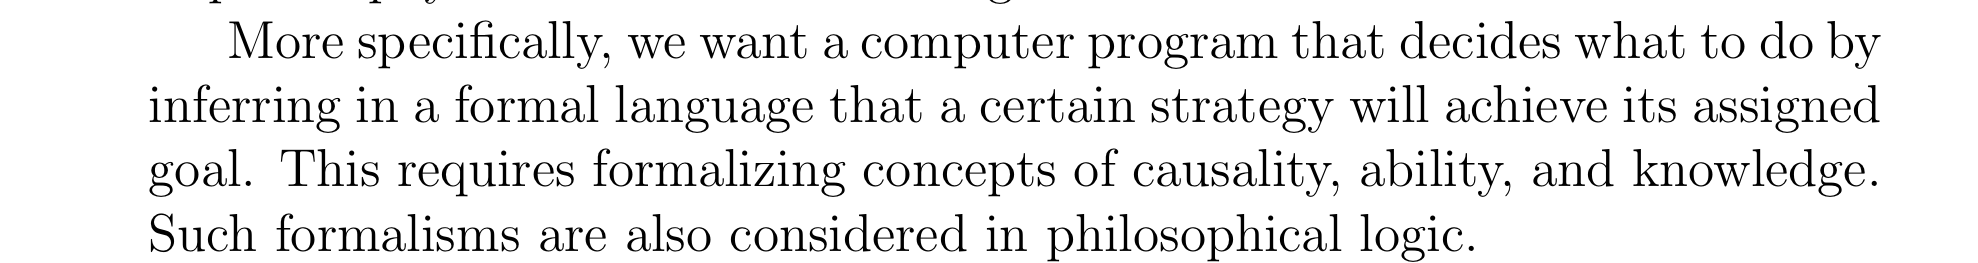 More specifically, we want a computer program that decides what to do by
inferring in a formal language that a certain strategy will achieve its assigned
goal. This requires formalizing concepts of causality, ability, and knowledge.
Such formalisms are also considered in philosophical logic.